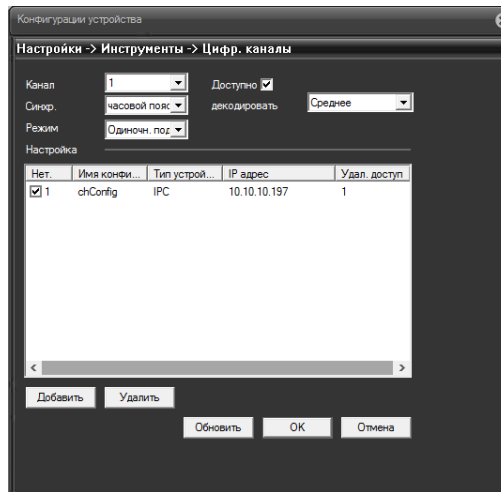 Конфигурации устройства
Настройки -> Инструменты -> Цифр. каналы
Канал 1 Доступно
Синхр. часовой пояс декодировать Среднее
Режим Одиночн. под
Настройка
Нет. Имя конфи... Тип устрой... IP адрес Удал. доступ
1 chConfig IPC 10.10.10.197 1
Добавить Удалить
Обновить OK Отмена